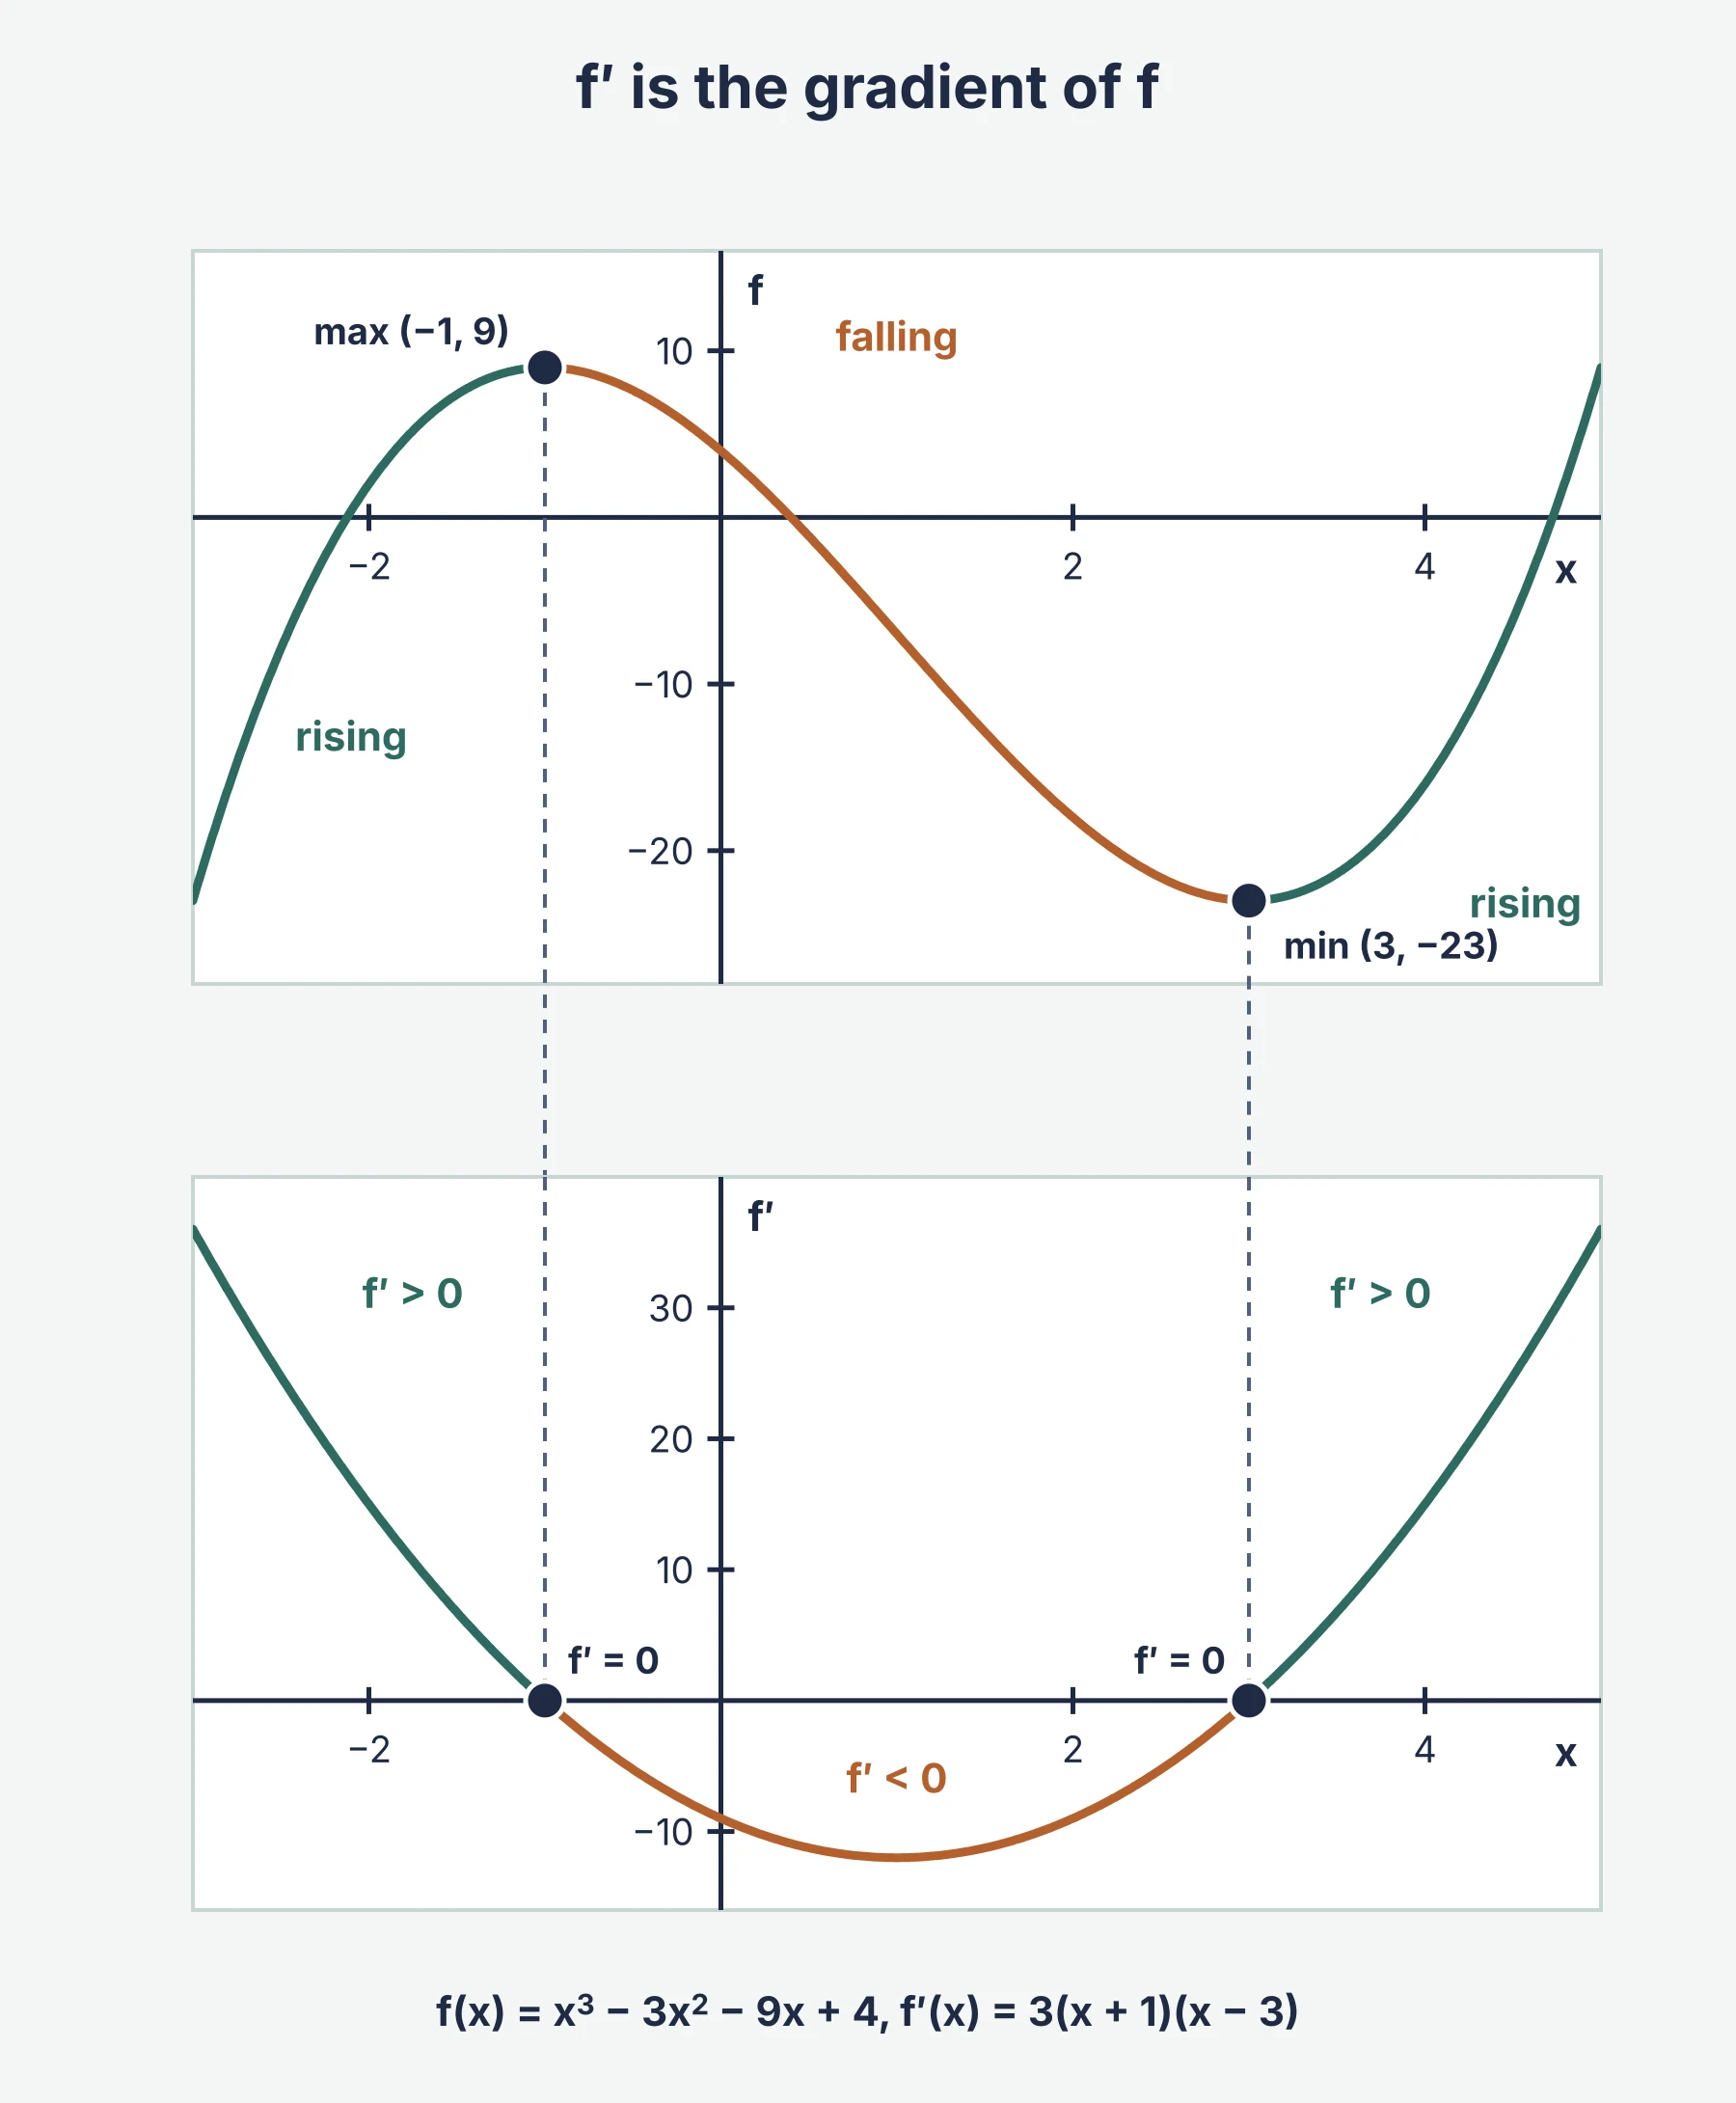 f′ is the gradient of f
f
max (−1, 9)
falling
10
−2
2
4
x
−10
rising
−20
rising
min (3, −23)
f′
f′ > 0
f′ > 0
30
20
10
f′ = 0
f′ = 0
−2
2
4
x
f′ < 0
−10
f(x) = x³ − 3x² − 9x + 4, f′(x) = 3(x + 1)(x − 3)